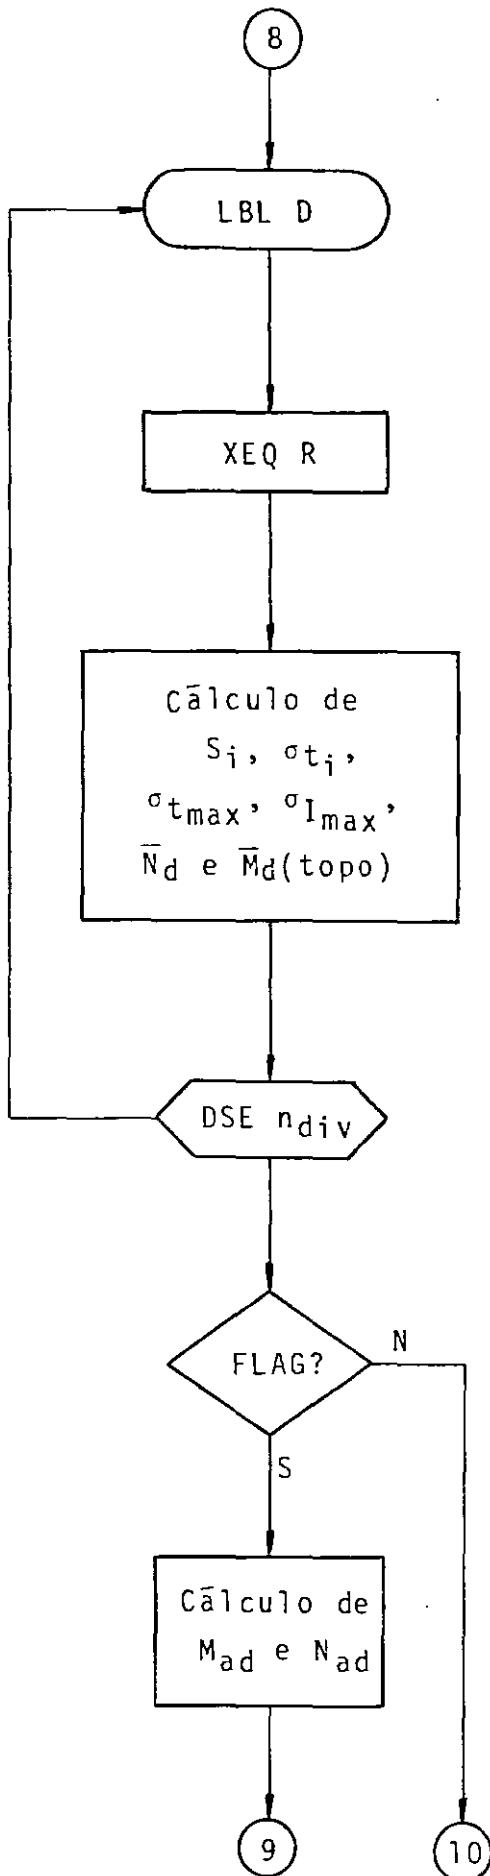 8
LBL D
XEQ R
Cálculo de
Si, σti,
σtmax, σImax,
N̄d e M̄d(topo)
DSE ndiv
FLAG?
N
S
Cálculo de
Mad e Nad
9
10